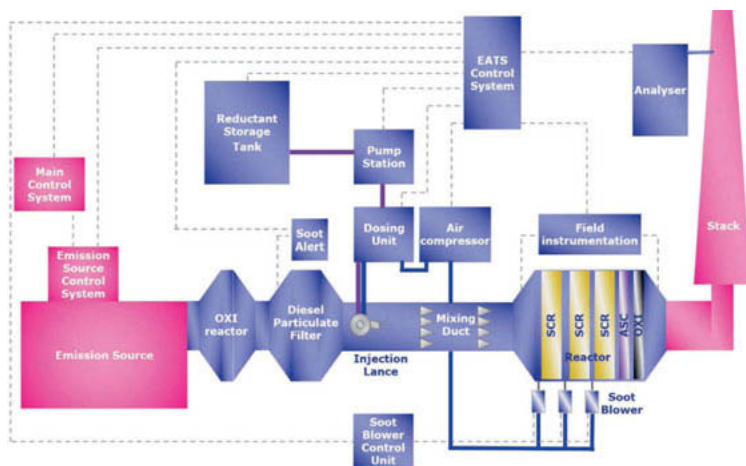 EATS
Control
System
Analyser
Reductant
Storage
Tank
Pump
Station
Main
Control
System
Soot
Alert
Dosing
Unit
Air
compressor
Field
instrumentation
Stack
Emission
Source
Control
System
Emission Source
OXI
reactor
Diesel
Particulate
Filter
Injection
Lance
Mixing
Duct
SCR
SCR
SCR
ASC
OXI
Reactor
Soot
Blower
Soot
Blower
Control
Unit